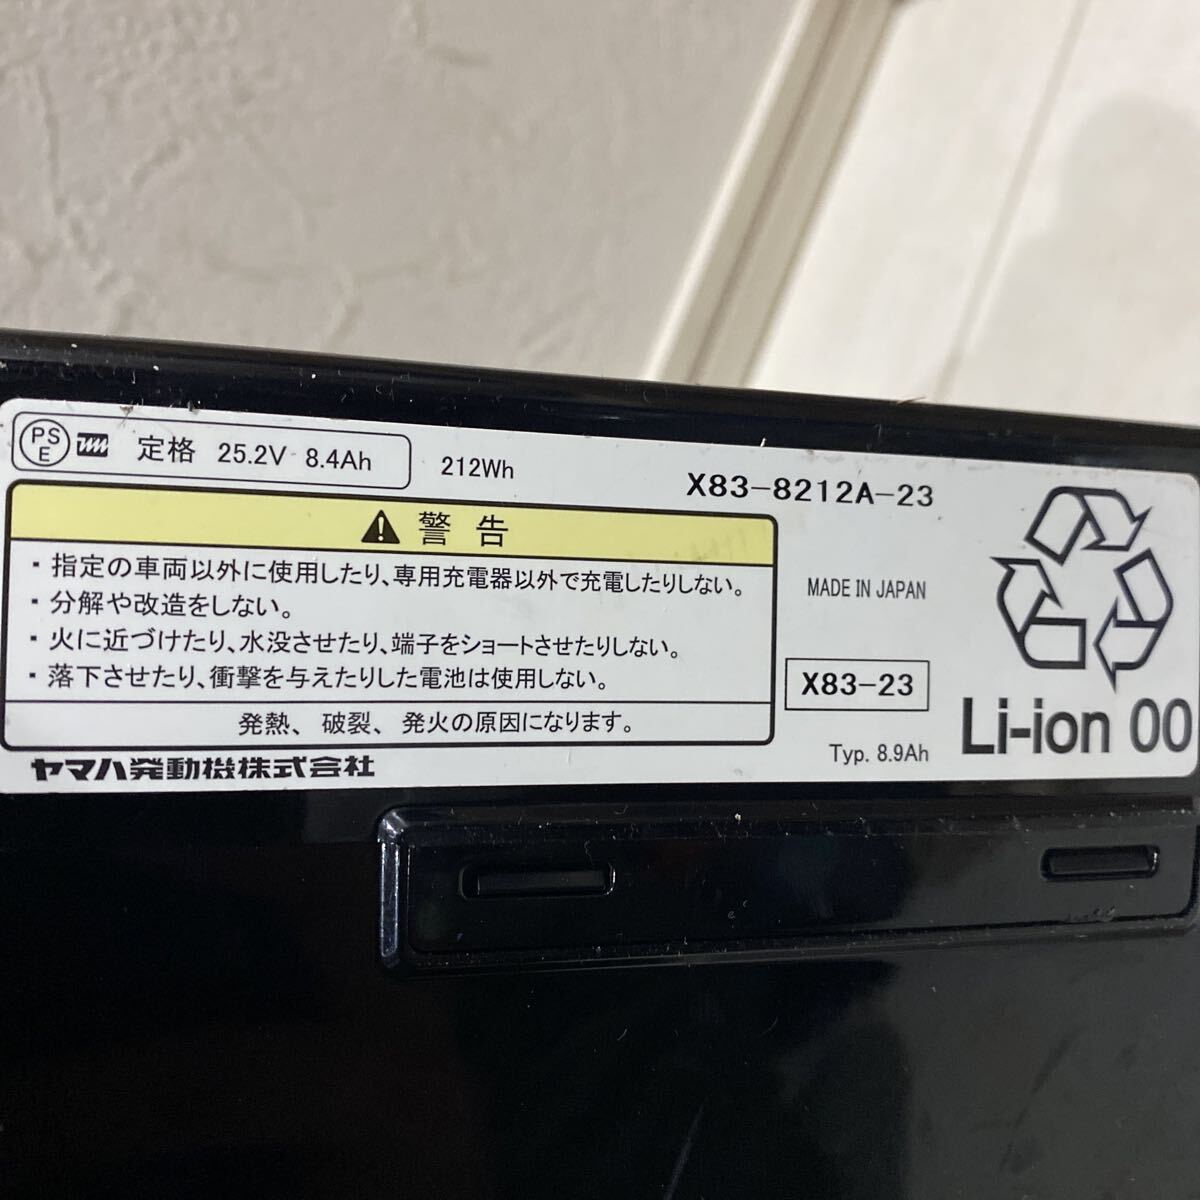 PS
E
定格 25.2V 8.4Ah
212Wh
X83-8212A-23
警告
・指定の車両以外に使用したり、専用充電器以外で充電したりしない。
・分解や改造をしない。
・火に近づけたり、水没させたり、端子をショートさせたりしない。
・落下させたり、衝撃を与えたりした電池は使用しない。
発熱、破裂、発火の原因になります。
ヤマハ発動機株式会社
MADE IN JAPAN
X83-23
Typ. 8.9Ah
Li-ion 00